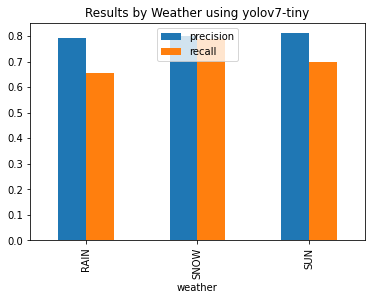 Results by Weather using yolov7-tiny
precision
recall
0.8
0.7
0.6
0.5
0.4
0.3
0.2
0.1
0.0
RAIN
SNOW
SUN
weather